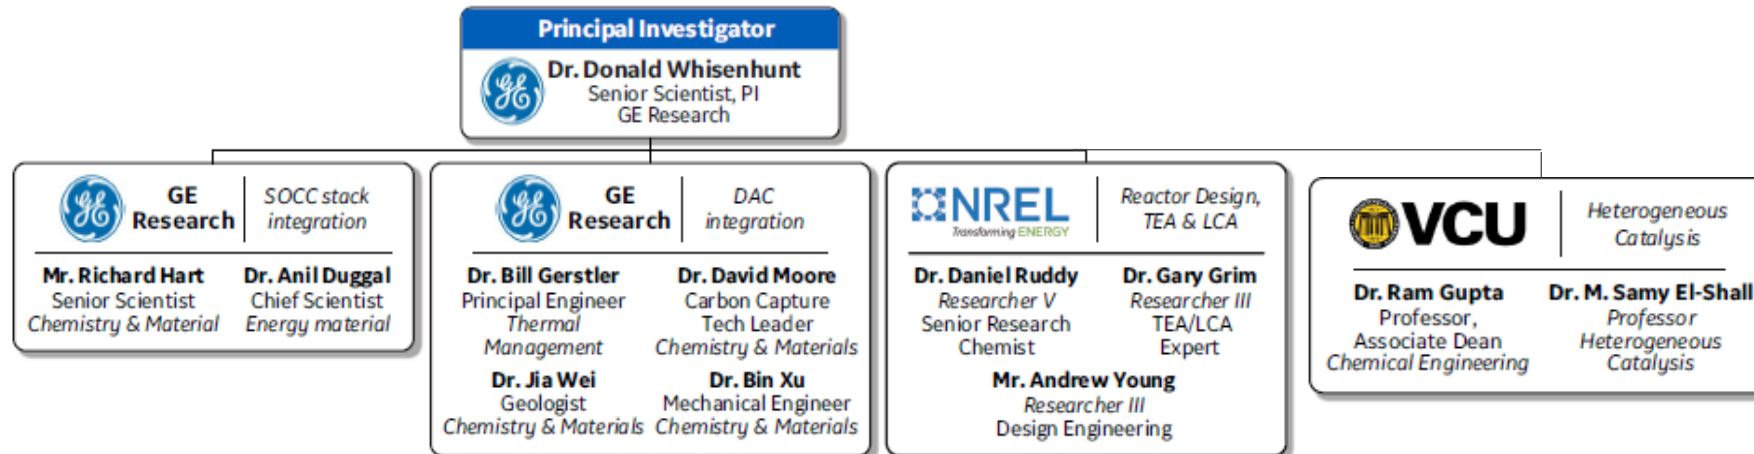 Principal Investigator
Dr. Donald Whisenhunt
Senior Scientist, PI
GE Research
GE
Research
SOCC stack
integration
Mr. Richard Hart
Senior Scientist
Chemistry & Material
Dr. Anil Duggal
Chief Scientist
Energy material
GE
Research
DAC
integration
Dr. Bill Gerstler
Principal Engineer
Thermal
Management
Dr. David Moore
Carbon Capture
Tech Leader
Chemistry & Materials
Dr. Jia Wei
Geologist
Chemistry & Materials
Dr. Bin Xu
Mechanical Engineer
Chemistry & Materials
NREL
Transforming ENERGY
Reactor Design,
TEA & LCA
Dr. Daniel Ruddy
Researcher V
Senior Research
Chemist
Dr. Gary Grim
Researcher III
TEA/LCA
Expert
Mr. Andrew Young
Researcher III
Design Engineering
VCU
Heterogeneous
Catalysis
Dr. Ram Gupta
Professor,
Associate Dean
Chemical Engineering
Dr. M. Samy El-Shall
Professor
Heterogeneous
Catalysis